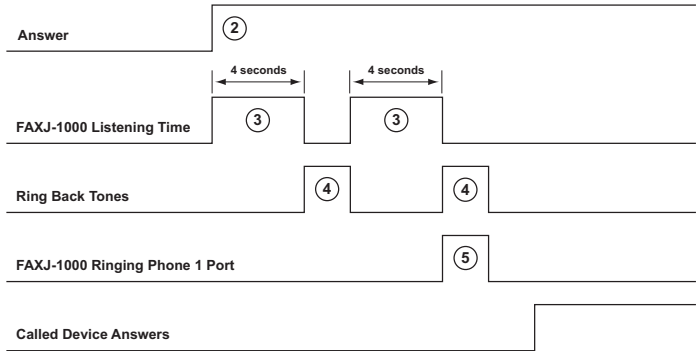 Answer
2
4 seconds 4 seconds
FAXJ-1000 Listening Time
3 3
Ring Back Tones
4 4
FAXJ-1000 Ringing Phone 1 Port
5
Called Device Answers